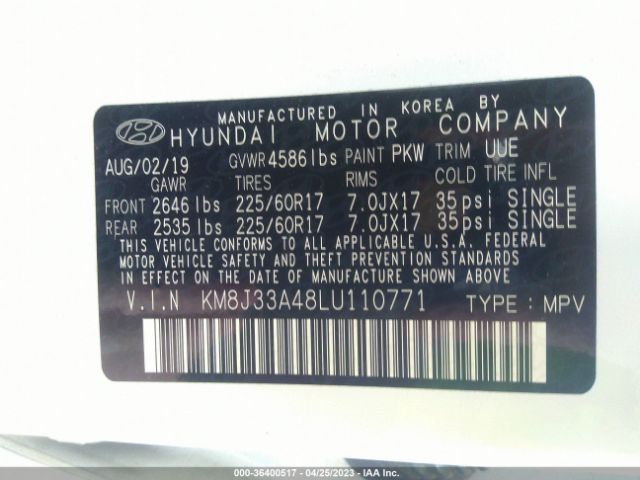 MANUFACTURED IN KOREA BY
HYUNDAI MOTOR COMPANY
AUG/02/19 GVWR 4586 lbs PAINT PKW TRIM UUE
GAWR TIRES RIMS COLD TIRE INFL
FRONT 2646 lbs 225/60R17 7.0JX17 35 psi SINGLE
REAR 2535 lbs 225/60R17 7.0JX17 35 psi SINGLE
THIS VEHICLE CONFORMS TO ALL APPLICABLE U.S.A. FEDERAL
MOTOR VEHICLE SAFETY, BUMPER, AND THEFT PREVENTION STANDARDS
IN EFFECT ON THE DATE OF MANUFACTURE SHOWN ABOVE.
V.I.N KM8J33A48LU110771 TYPE : MPV
000-36400517 - 04/25/2023 - IAA Inc.